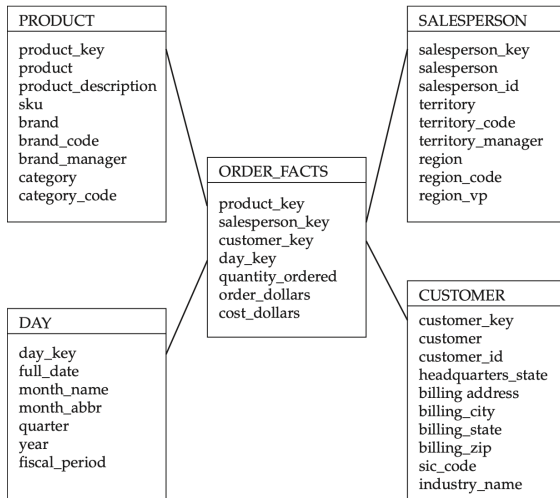 PRODUCT
product_key
product
product_description
sku
brand
brand_code
brand_manager
category
category_code
SALESPERSON
salesperson_key
salesperson
salesperson_id
territory
territory_code
territory_manager
region
region_code
region_vp
ORDER_FACTS
product_key
salesperson_key
customer_key
day_key
quantity_ordered
order_dollars
cost_dollars
DAY
day_key
full_date
month_name
month_abbr
quarter
year
fiscal_period
CUSTOMER
customer_key
customer
customer_id
headquarters_state
billing address
billing_city
billing_state
billing_zip
sic_code
industry_name